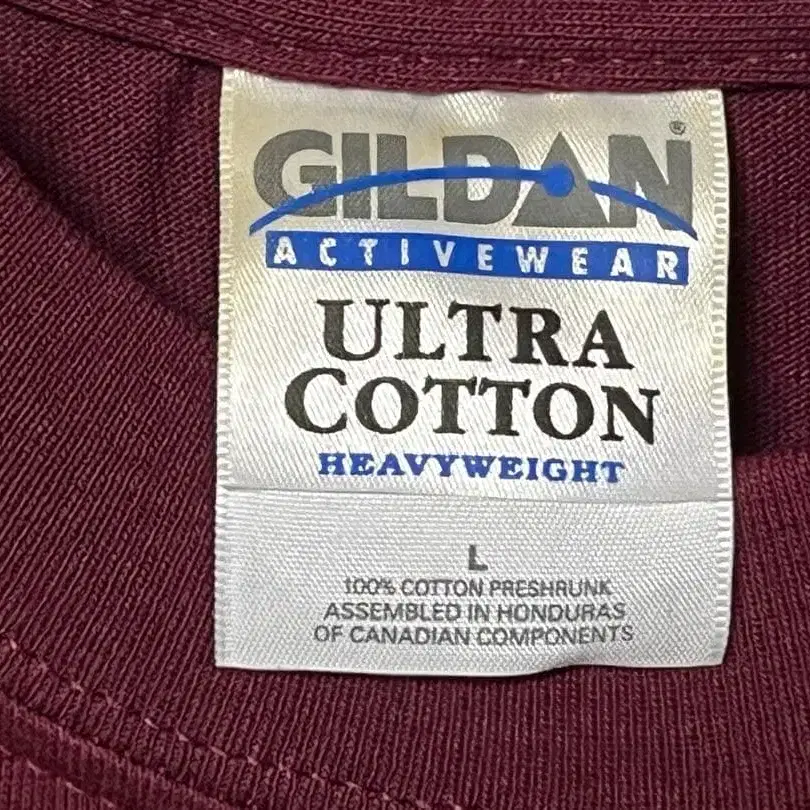 GILDAN®
ACTIVEWEAR
ULTRA
COTTON
HEAVYWEIGHT
L
100% COTTON PRESHRUNK
ASSEMBLED IN HONDURAS
OF CANADIAN COMPONENTS